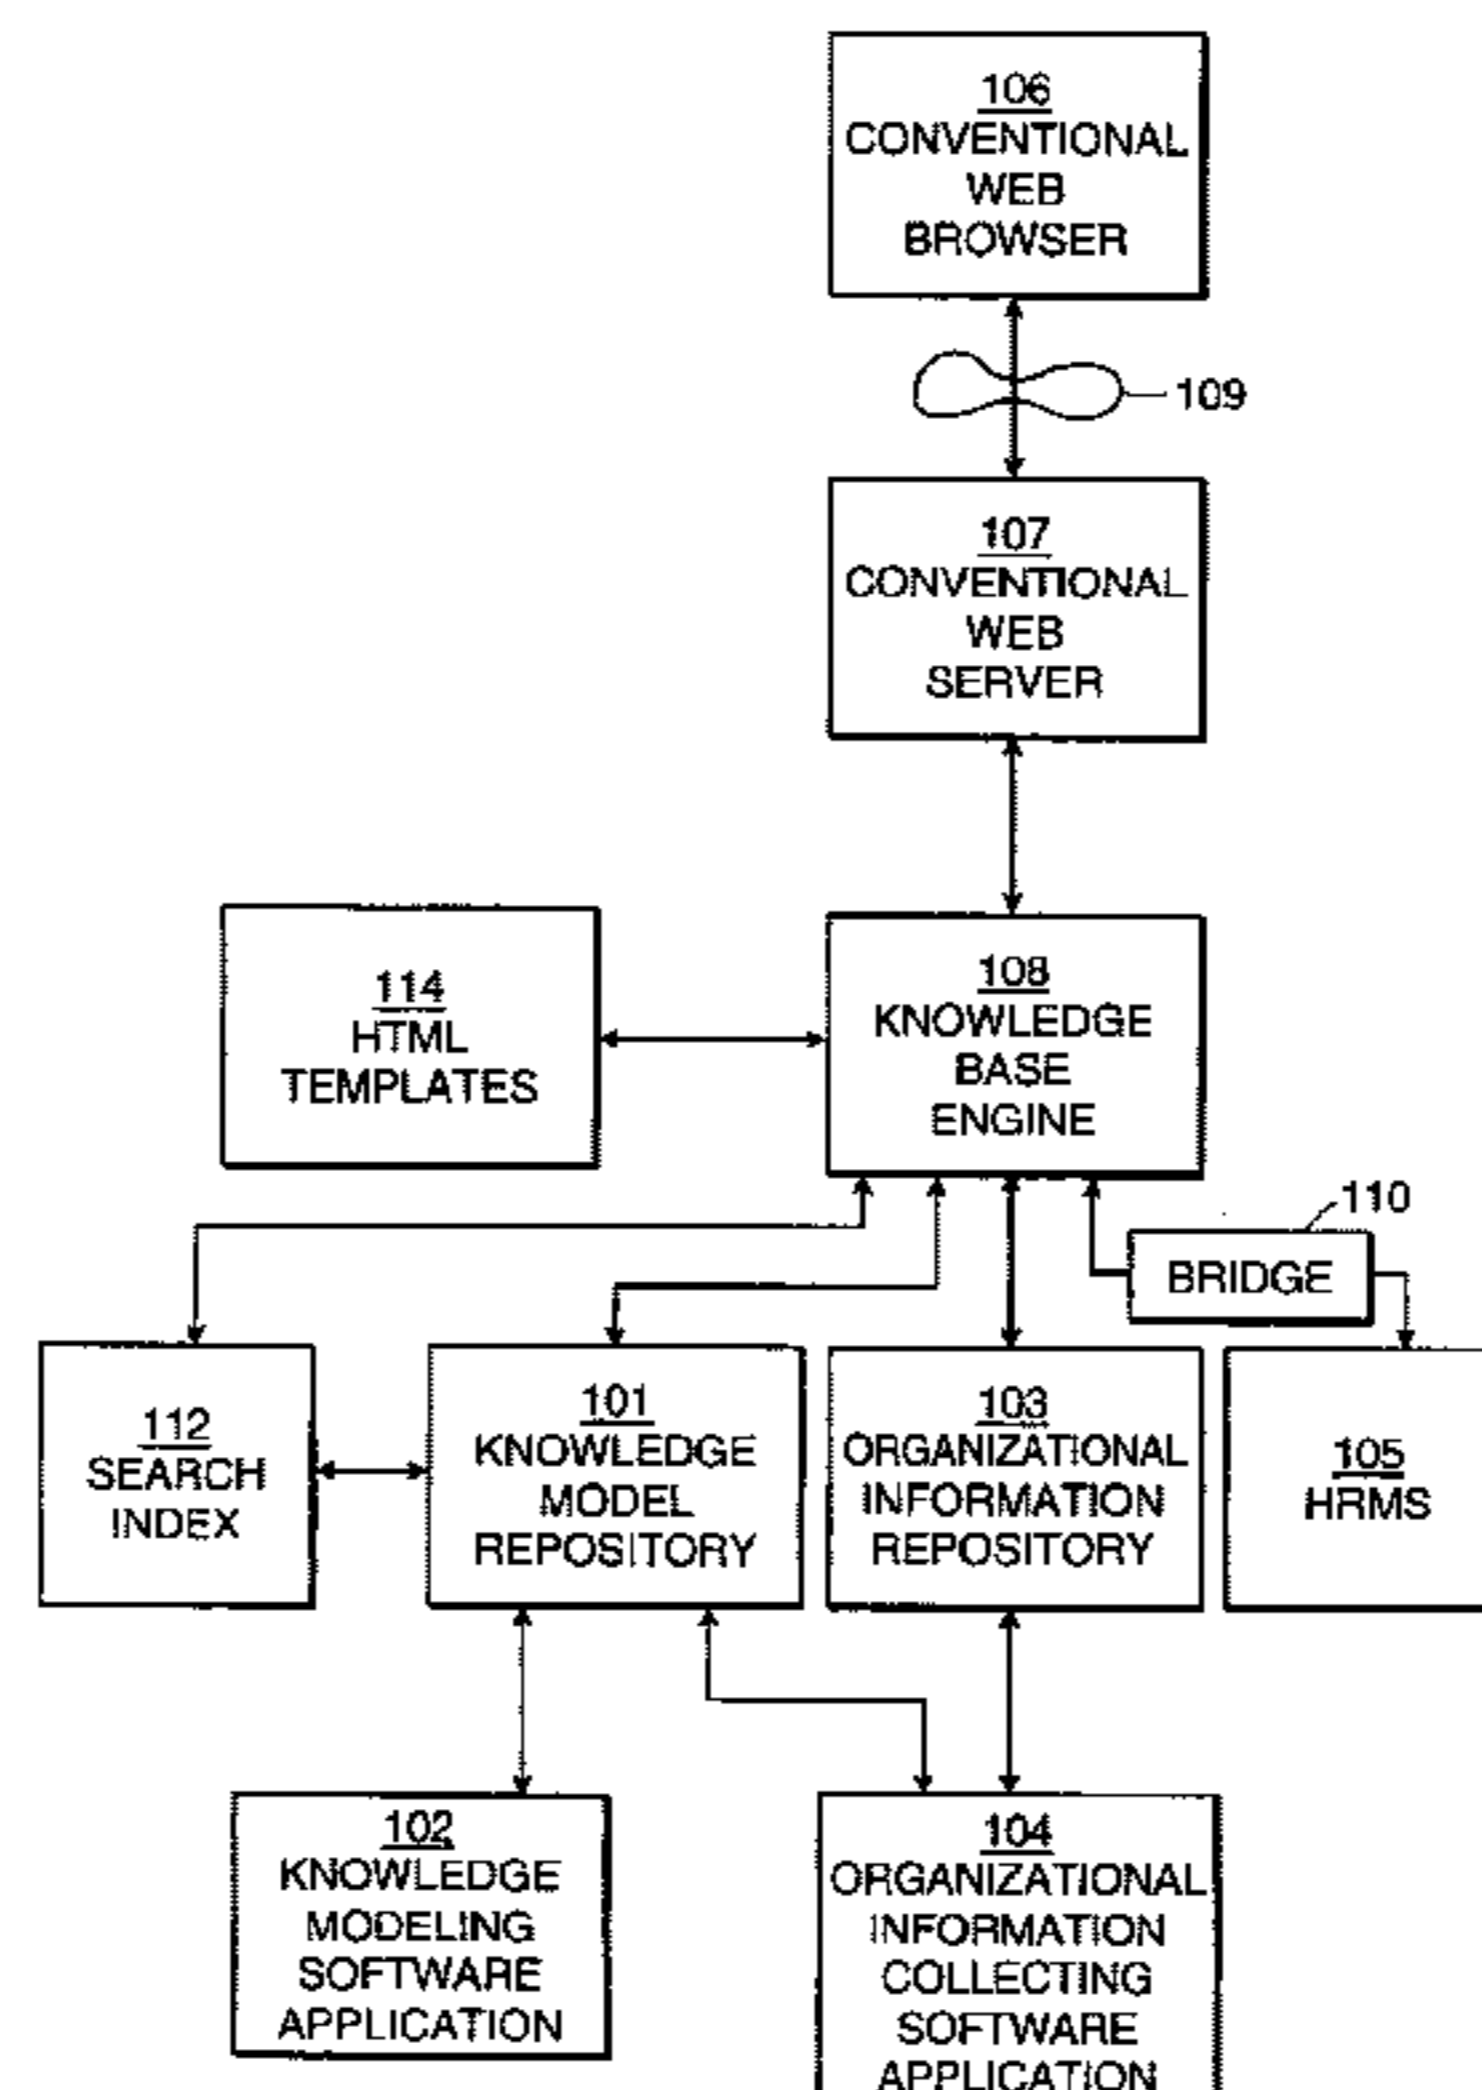 106
CONVENTIONAL
WEB
BROWSER
109
107
CONVENTIONAL
WEB
SERVER
114
HTML
TEMPLATES
108
KNOWLEDGE
BASE
ENGINE
110
BRIDGE
112
SEARCH
INDEX
101
KNOWLEDGE
MODEL
REPOSITORY
103
ORGANIZATIONAL
INFORMATION
REPOSITORY
105
HRMS
102
KNOWLEDGE
MODELING
SOFTWARE
APPLICATION
104
ORGANIZATIONAL
INFORMATION
COLLECTING
SOFTWARE
APPLICATION